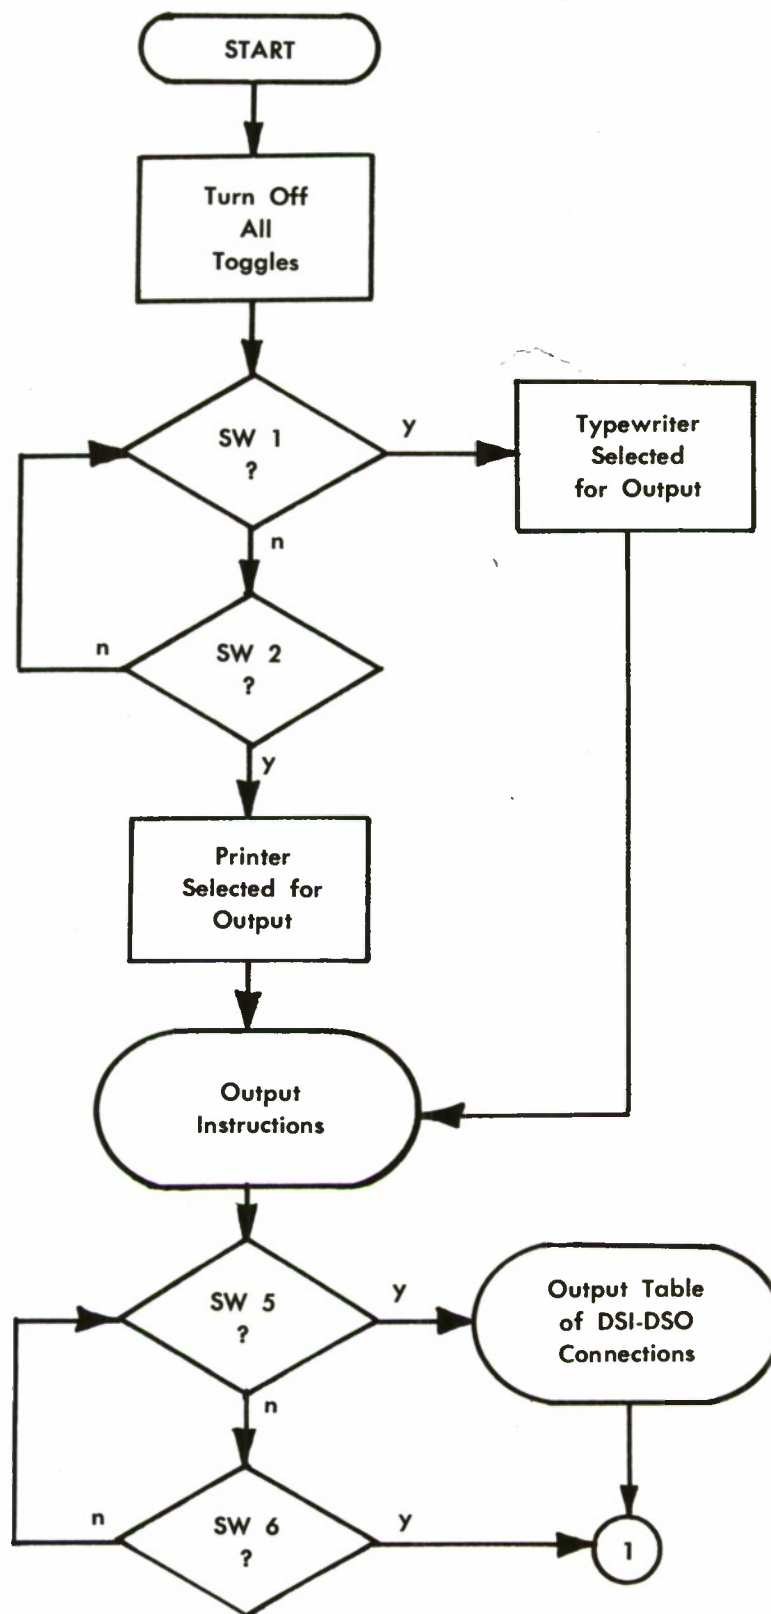 START
Turn Off
All
Toggles
SW 1
?
y
Typewriter
Selected
for Output
n
SW 2
?
n
y
Printer
Selected for
Output
Output
Instructions
SW 5
?
y
Output Table
of DSI-DSO
Connections
n
SW 6
?
n
y
1